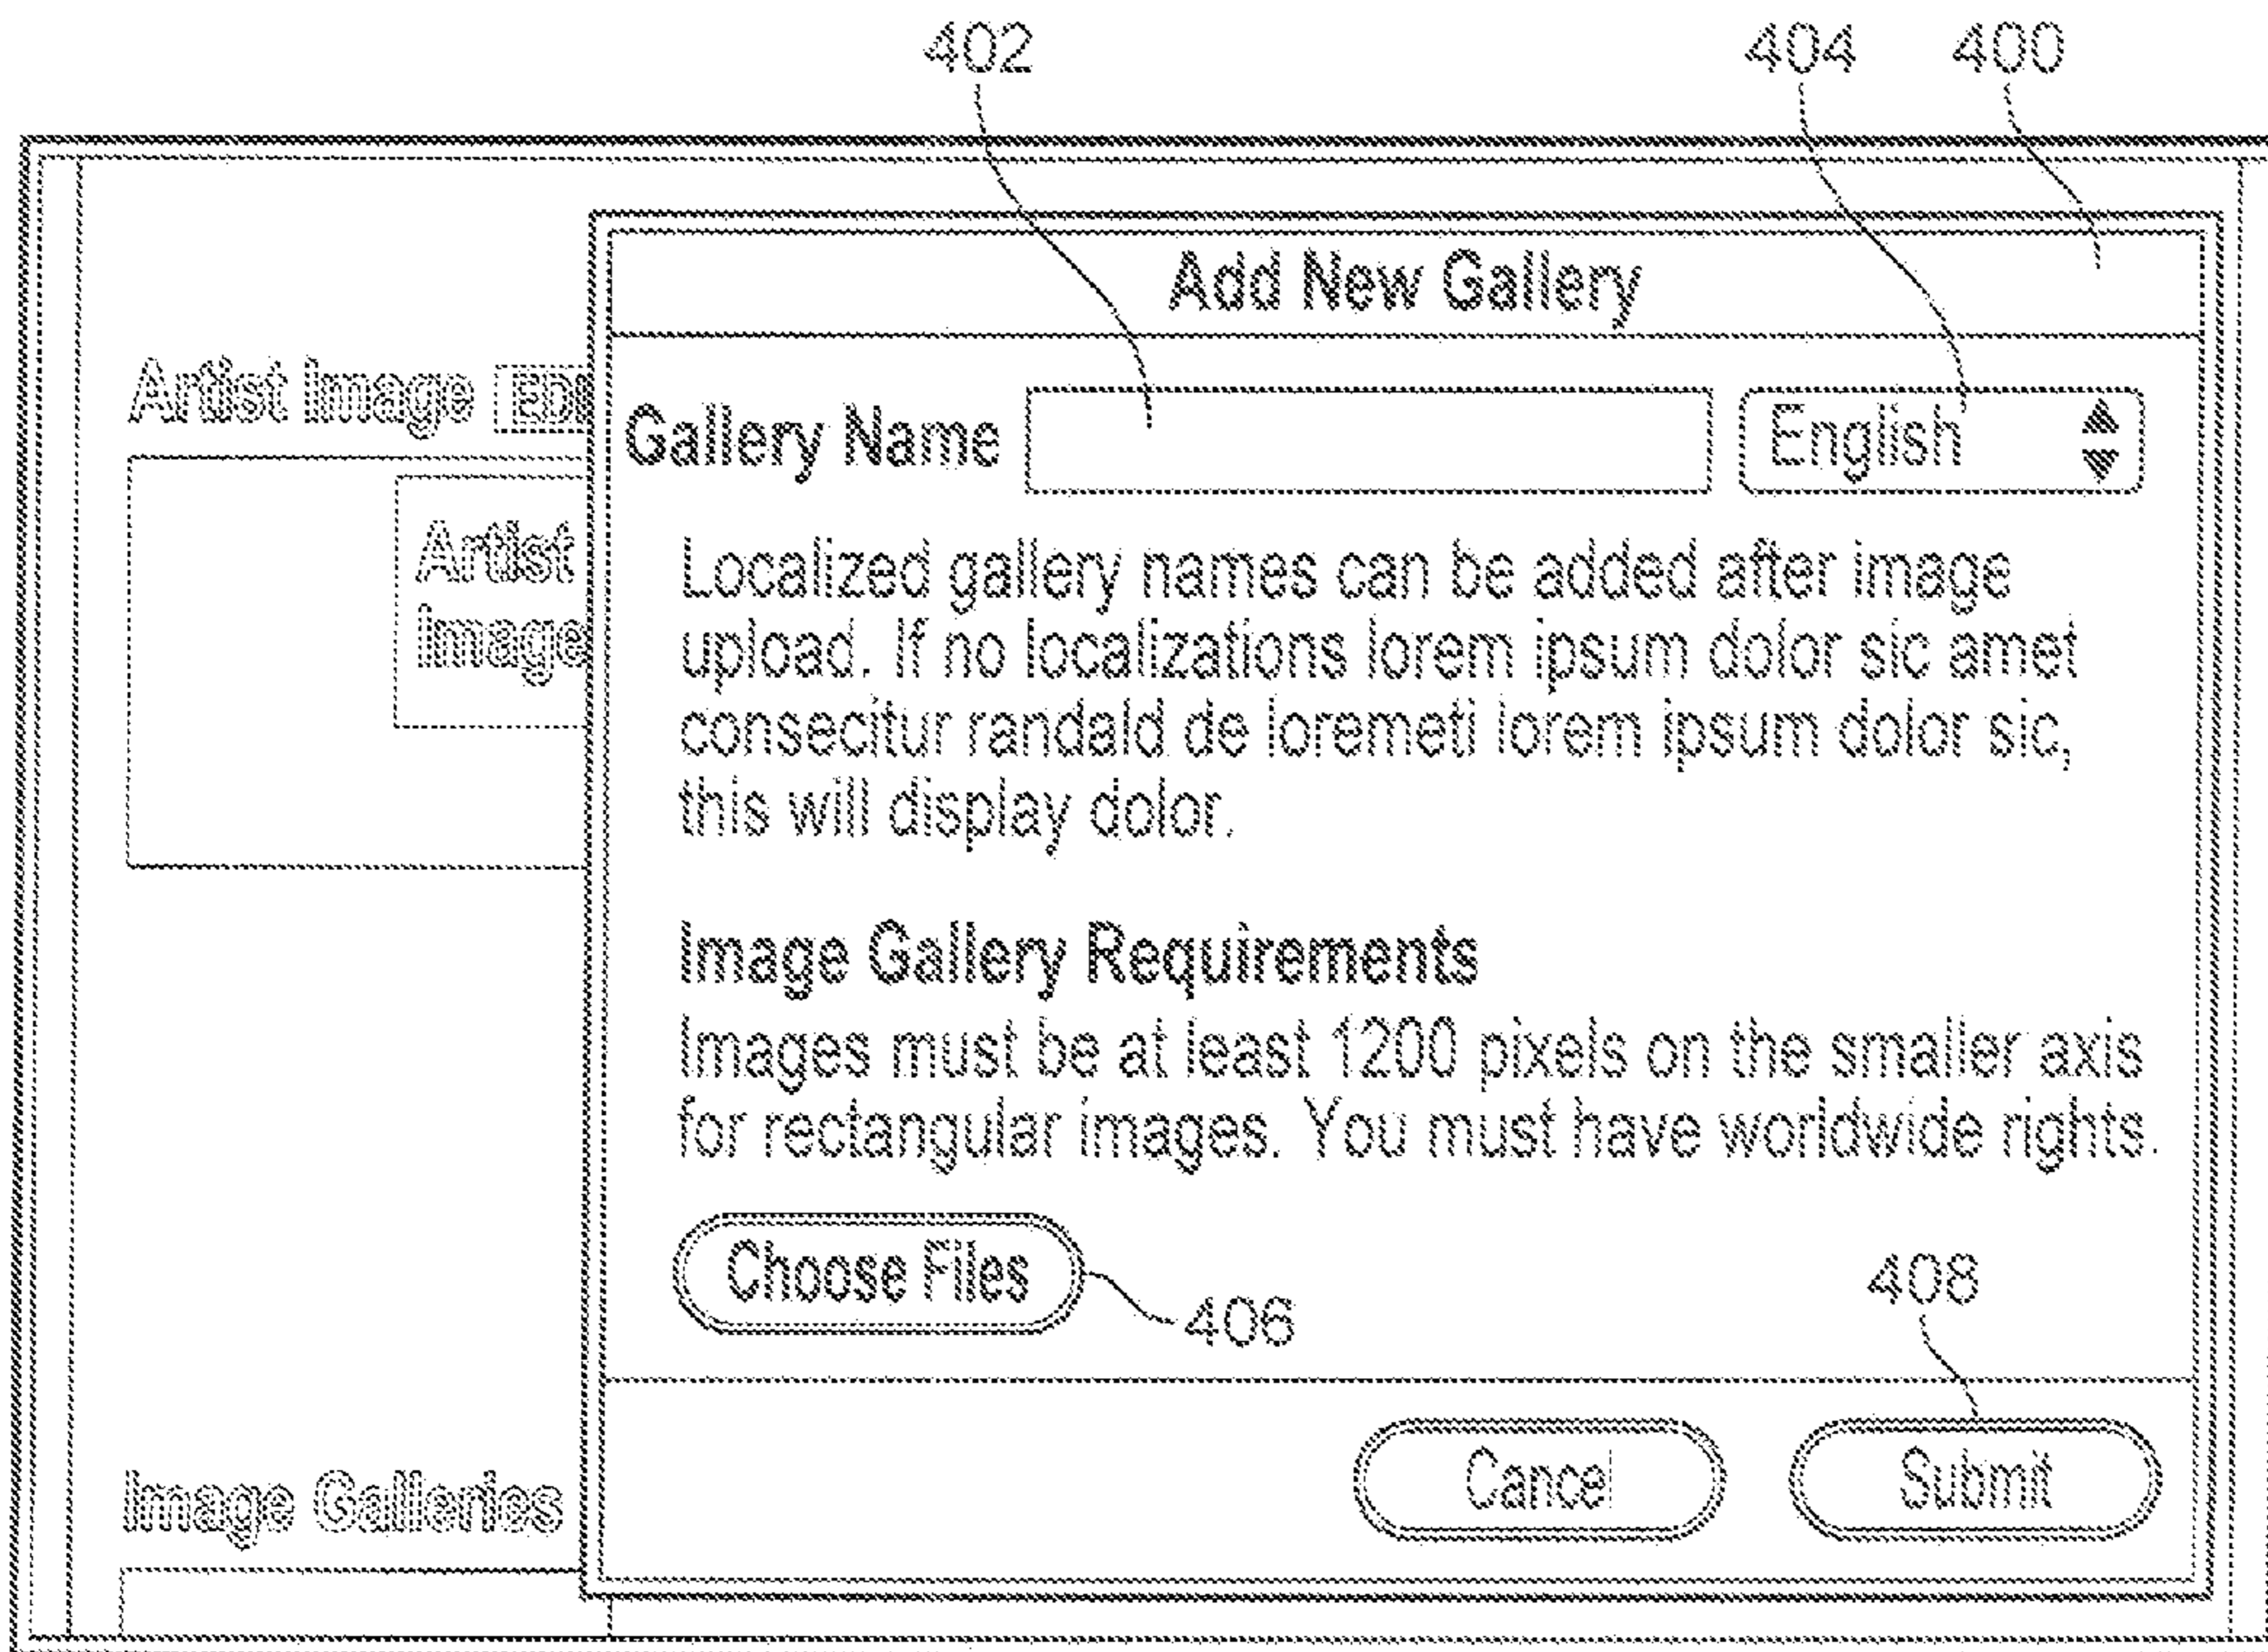 402
404 400
Add New Gallery
Artist Image
Gallery Name
English
Artist
Image
Localized gallery names can be added after image
upload. If no localizations lorem ipsum dolor sic amet
consecitur randald de loremeti lorem ipsum dolor sic,
this will display dolor.
Image Gallery Requirements
Images must be at least 1200 pixels on the smaller axis
for rectangular images. You must have worldwide rights.
Choose Files
406
408
Cancel
Submit
Image Galleries